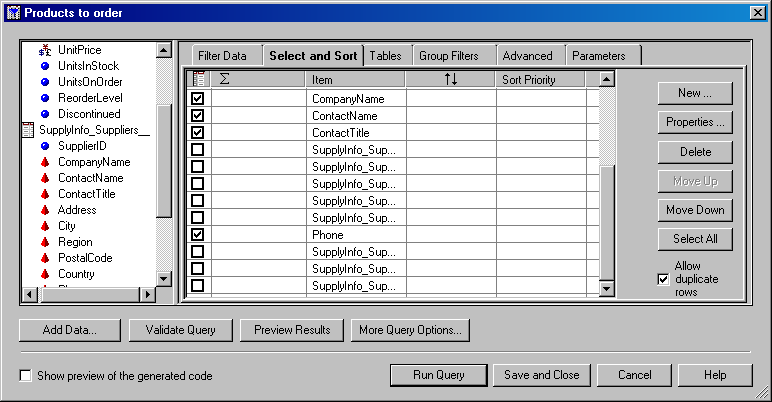 Products to order
UnitPrice
UnitsInStock
UnitsOnOrder
ReorderLevel
Discontinued
SupplyInfo_Suppliers__
SupplierID
CompanyName
ContactName
ContactTitle
Address
City
Region
PostalCode
Country
Filter Data Select and Sort Tables Group Filters Advanced Parameters
Σ Item ↑↓ Sort Priority
CompanyName
ContactName
ContactTitle
SupplyInfo_Sup...
SupplyInfo_Sup...
SupplyInfo_Sup...
SupplyInfo_Sup...
SupplyInfo_Sup...
Phone
SupplyInfo_Sup...
SupplyInfo_Sup...
SupplyInfo_Sup...
New ...
Properties ...
Delete
Move Up
Move Down
Select All
Allow
duplicate
rows
Add Data... Validate Query Preview Results More Query Options...
Show preview of the generated code
Run Query Save and Close Cancel Help